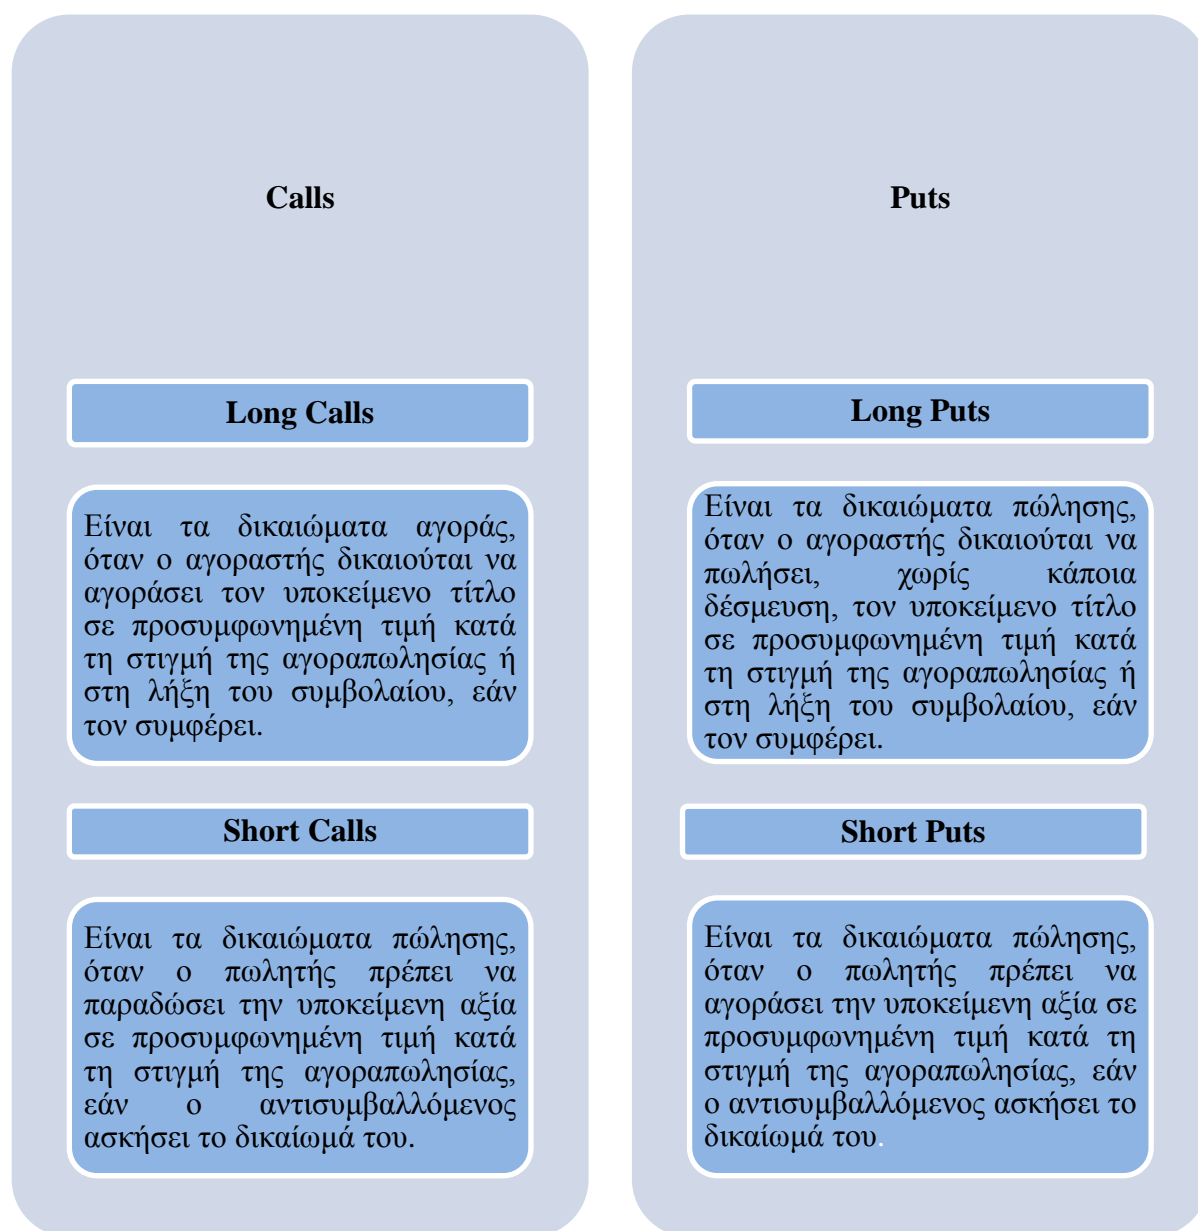 Calls
Long Calls
Είναι τα δικαιώματα αγοράς,
όταν ο αγοραστής δικαιούται να
αγοράσει τον υποκείμενο τίτλο
σε προσυμφωνημένη τιμή κατά
τη στιγμή της αγοραπωλησίας ή
στη λήξη του συμβολαίου, εάν
τον συμφέρει.
Short Calls
Είναι τα δικαιώματα πώλησης,
όταν ο πωλητής πρέπει να
παραδώσει την υποκείμενη αξία
σε προσυμφωνημένη τιμή κατά
τη στιγμή της αγοραπωλησίας,
εάν ο αντισυμβαλλόμενος
ασκήσει το δικαίωμά του.
Puts
Long Puts
Είναι τα δικαιώματα πώλησης,
όταν ο αγοραστής δικαιούται να
πωλήσει, χωρίς κάποια
δέσμευση, τον υποκείμενο τίτλο
σε προσυμφωνημένη τιμή κατά
τη στιγμή της αγοραπωλησίας ή
στη λήξη του συμβολαίου, εάν
τον συμφέρει.
Short Puts
Είναι τα δικαιώματα πώλησης,
όταν ο πωλητής πρέπει να
αγοράσει την υποκείμενη αξία σε
προσυμφωνημένη τιμή κατά τη
στιγμή της αγοραπωλησίας, εάν
ο αντισυμβαλλόμενος ασκήσει το
δικαίωμά του.